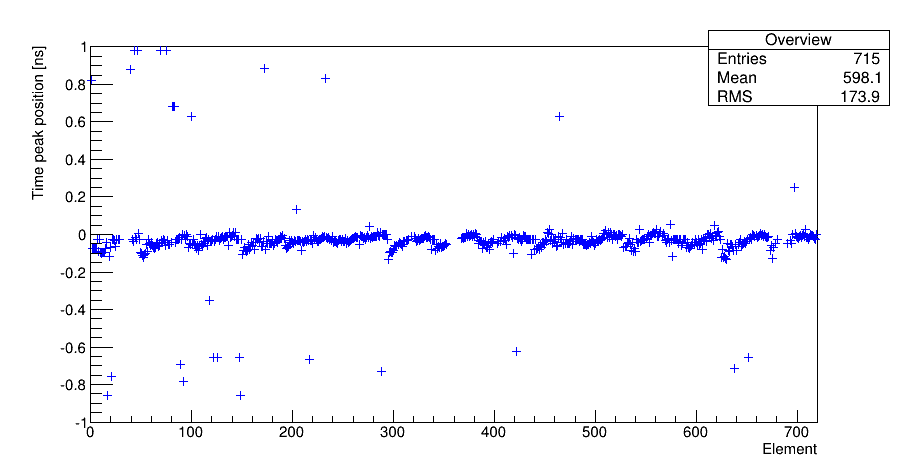 Overview
Entries 715
Mean 598.1
RMS 173.9
Time peak position [ns]
1
0.8
0.6
0.4
0.2
0
-0.2
-0.4
-0.6
-0.8
-1
0 100 200 300 400 500 600 700
Element